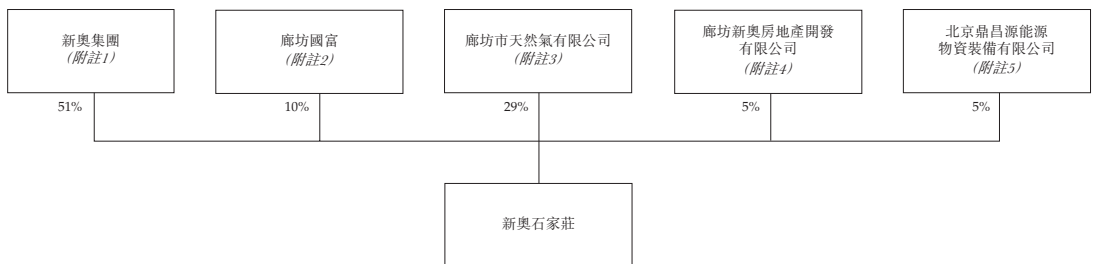 新奧集團
（附註1）
廊坊國富
（附註2）
廊坊市天然氣有限公司
（附註3）
廊坊新奧房地產開發
有限公司
（附註4）
北京鼎昌源能源
物資裝備有限公司
（附註5）
51%
10%
29%
5%
5%
新奧石家莊